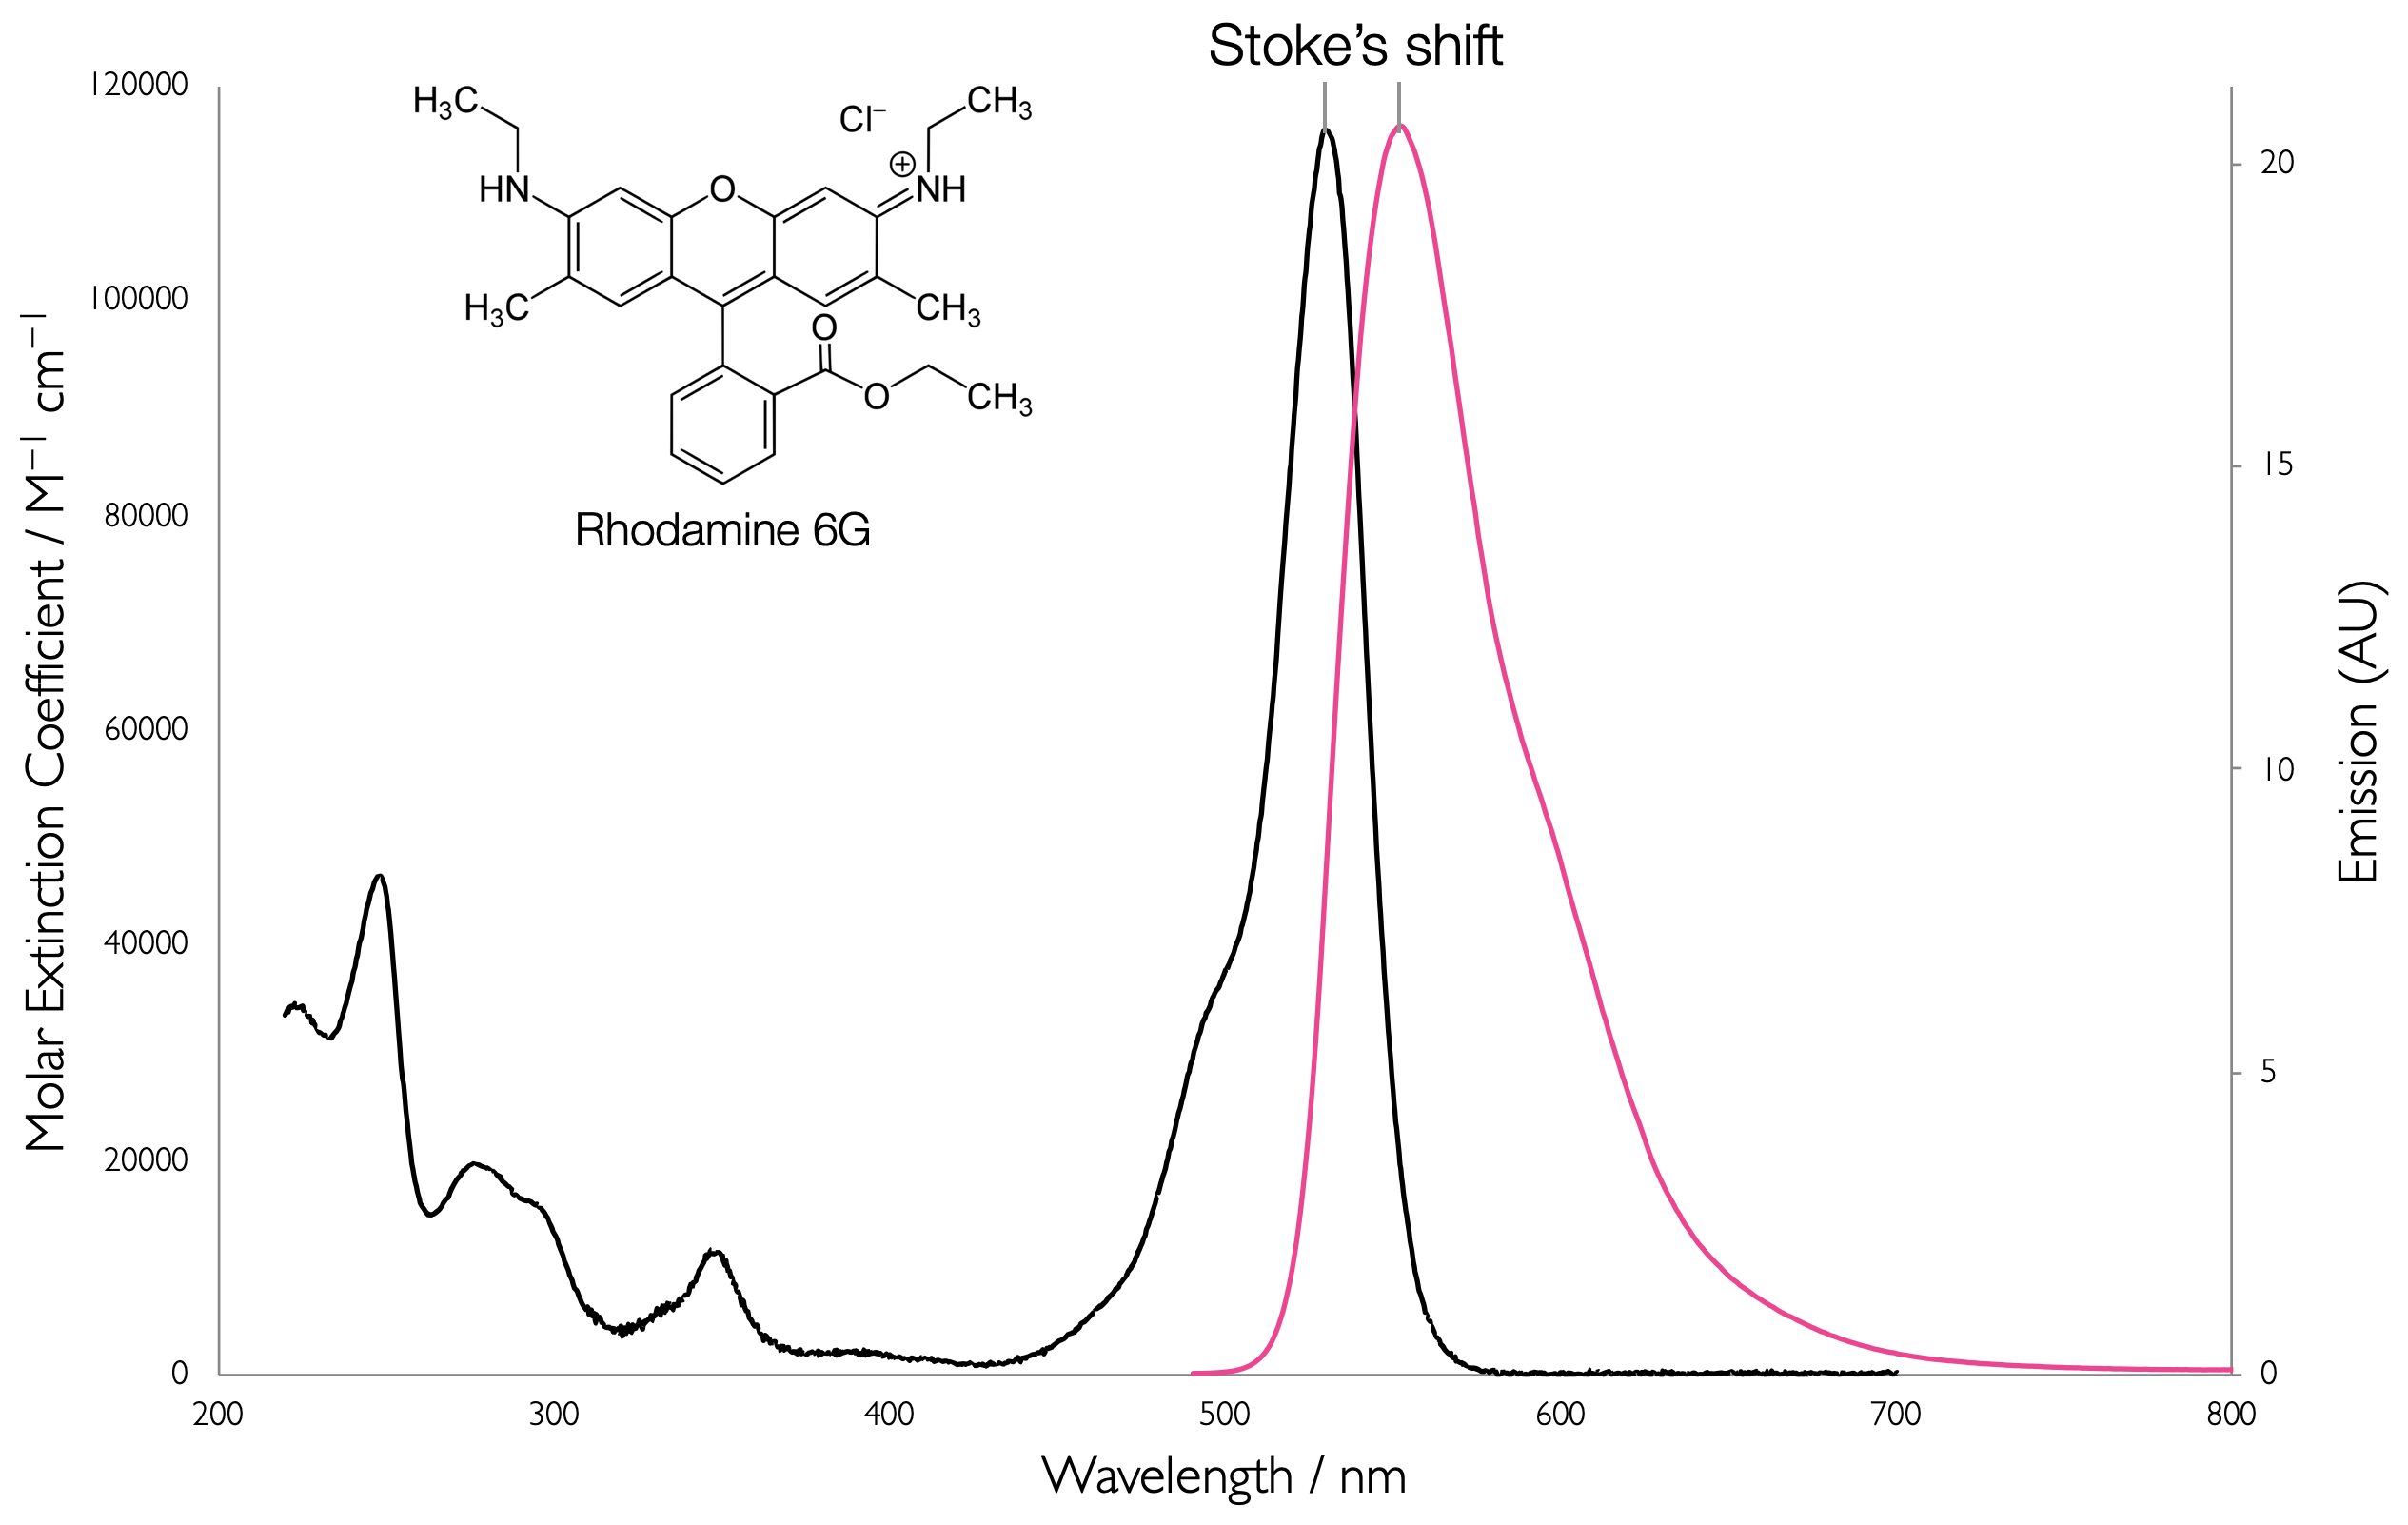 Stoke’s shift
120000
100000
80000
60000
40000
20000
0
Molar Extinction Coefficient / M⁻¹ cm⁻¹
H₃C
Cl⁻
CH₃
HN
O
⊕
NH
H₃C
CH₃
O
O
CH₃
Rhodamine 6G
20
15
10
5
0
Emission (AU)
200 300 400 500 600 700 800
Wavelength / nm